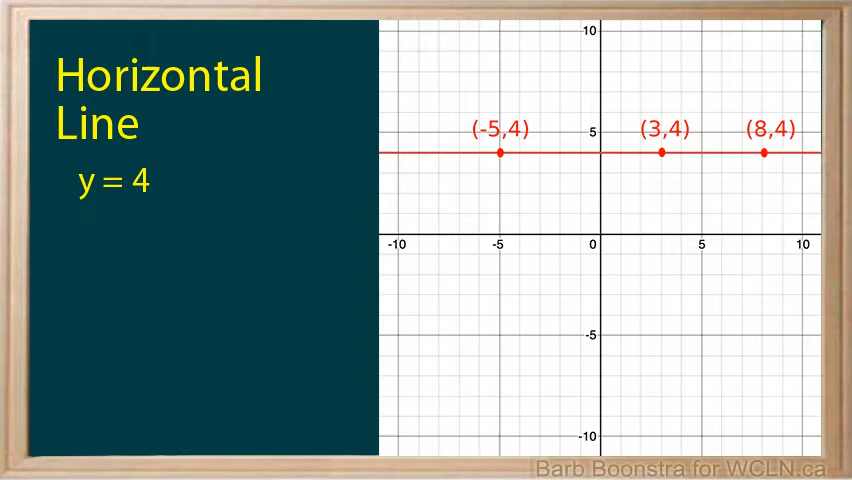 Horizontal
Line
y = 4
10
(-5,4) (3,4) (8,4)
5
-10 -5 0 5 10
-5
-10
Barb Boonstra for WCLN.ca